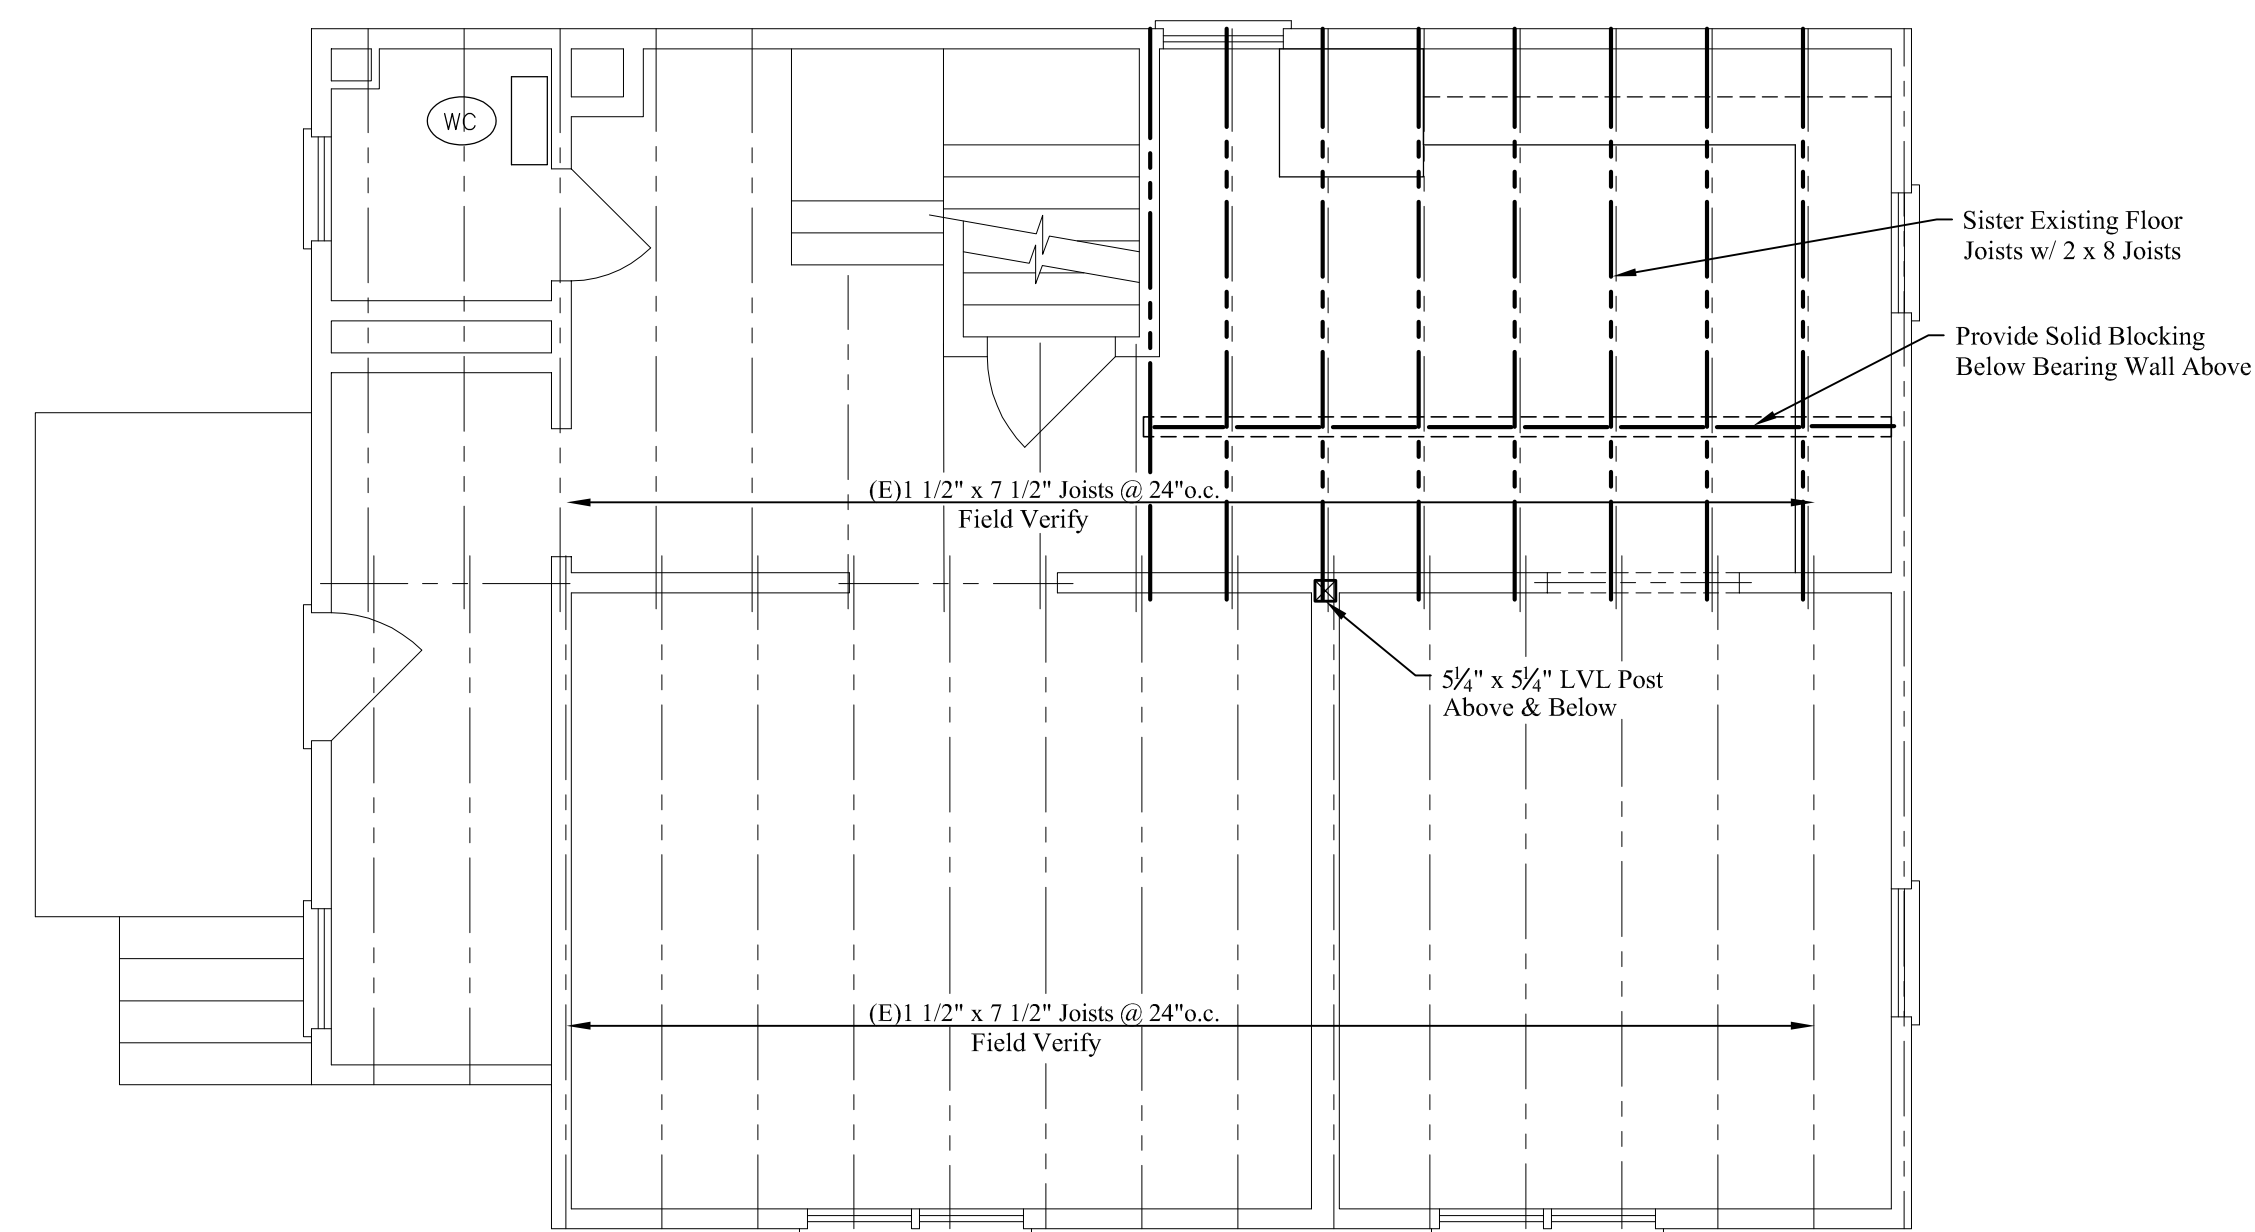 WC
Sister Existing Floor
Joists w/ 2 x 8 Joists
Provide Solid Blocking
Below Bearing Wall Above
(E)1 1/2" x 7 1/2" Joists @ 24"o.c.
Field Verify
5¼" x 5¼" LVL Post
Above & Below
(E)1 1/2" x 7 1/2" Joists @ 24"o.c.
Field Verify